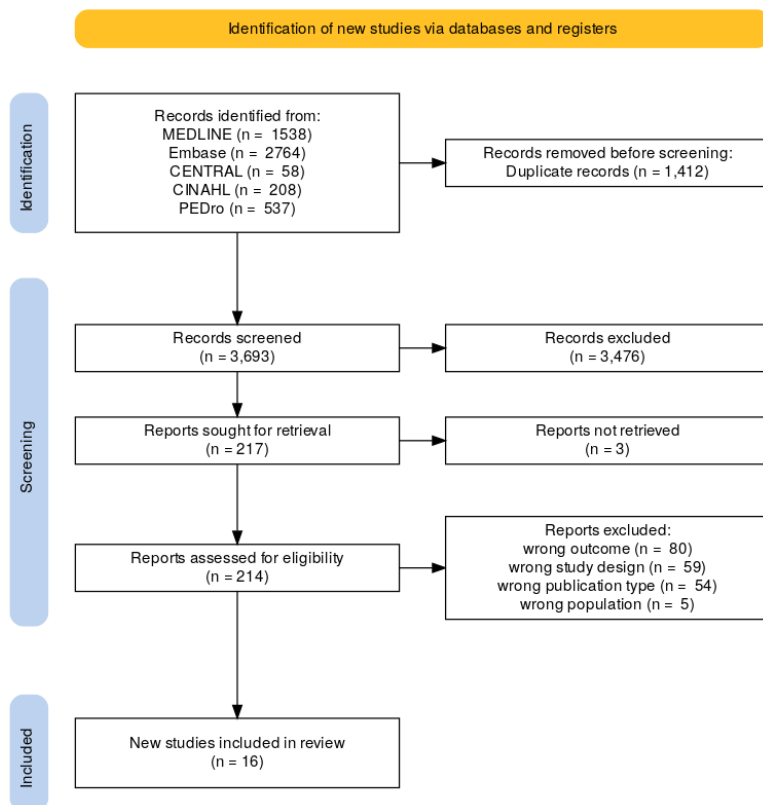 Identification of new studies via databases and registers
Identification
Records identified from:
MEDLINE (n = 1538)
Embase (n = 2764)
CENTRAL (n = 58)
CINAHL (n = 208)
PEDro (n = 537)
Records removed before screening:
Duplicate records (n = 1,412)
Screening
Records screened
(n = 3,693)
Records excluded
(n = 3,476)
Reports sought for retrieval
(n = 217)
Reports not retrieved
(n = 3)
Reports assessed for eligibility
(n = 214)
Reports excluded:
wrong outcome (n = 80)
wrong study design (n = 59)
wrong publication type (n = 54)
wrong population (n = 5)
Included
New studies included in review
(n = 16)